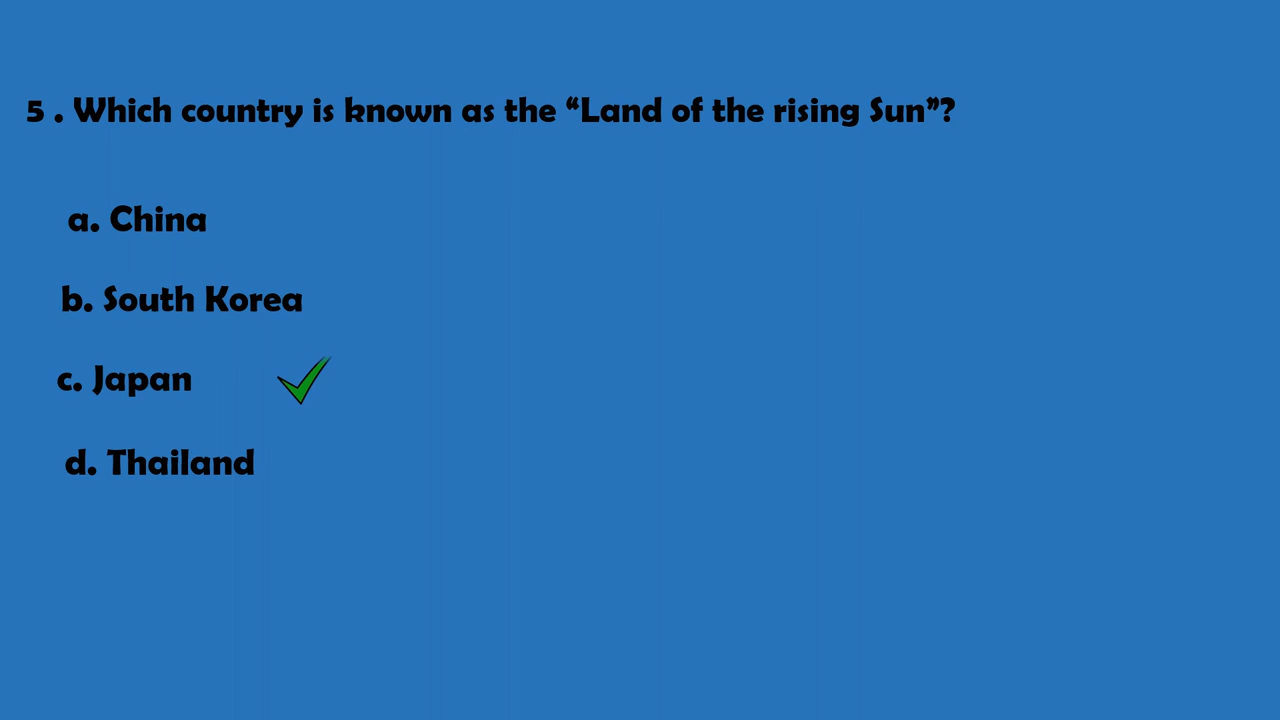 5 . Which country is known as the “Land of the rising Sun”?
a. China
b. South Korea
c. Japan
d. Thailand